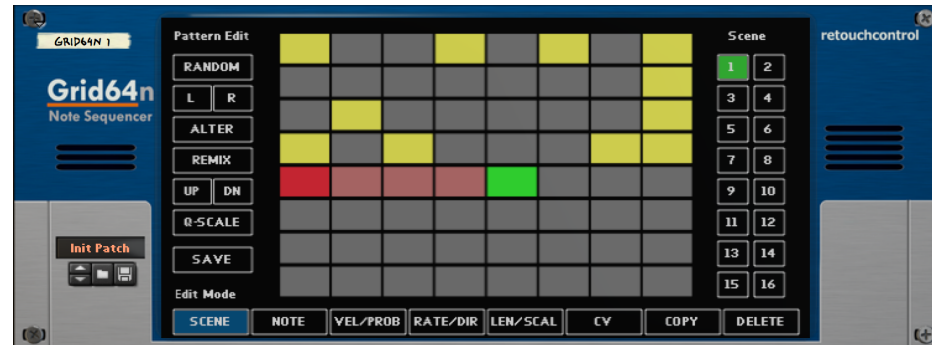 GRID64N 1
Grid64n
Note Sequencer
Init Patch
Pattern Edit
RANDOM
L R
ALTER
REMIX
UP DN
Q-SCALE
SAVE
Edit Mode
SCENE NOTE VEL/PROB RATE/DIR LEN/SCAL CV COPY DELETE
Scene
1 2
3 4
5 6
7 8
9 10
11 12
13 14
15 16
retouchcontrol